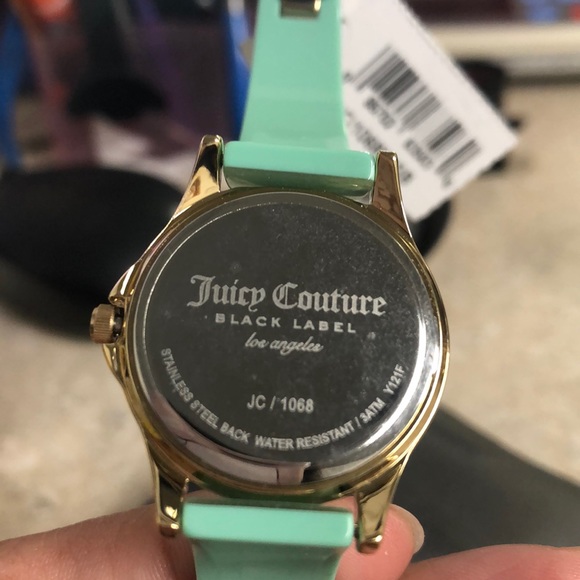 Juicy Couture
BLACK LABEL
los angeles
JC / 1068
STAINLESS STEEL BACK WATER RESISTANT / 3ATM Y121F